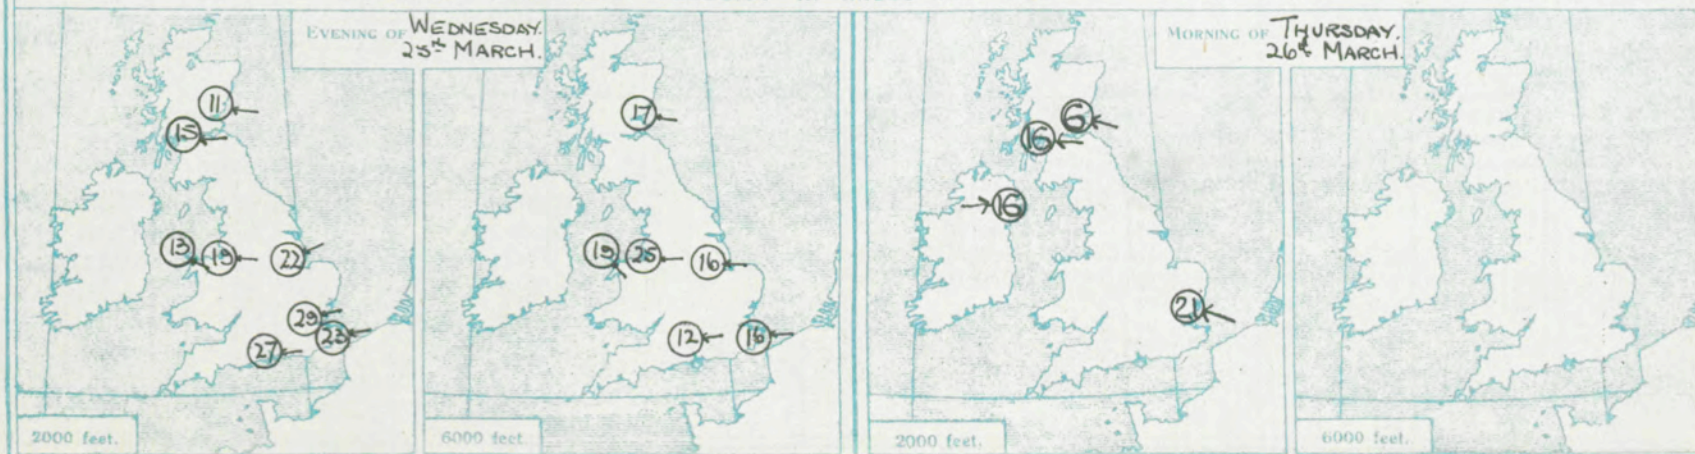 EVENING OF WEDNESDAY.
25th MARCH.
11
15
13
19
22
29
23
27
2000 feet.
17
19
25
16
12
16
6000 feet
MORNING OF THURSDAY.
26th MARCH.
6
16
16
21
2000 feet.
6000 feet.